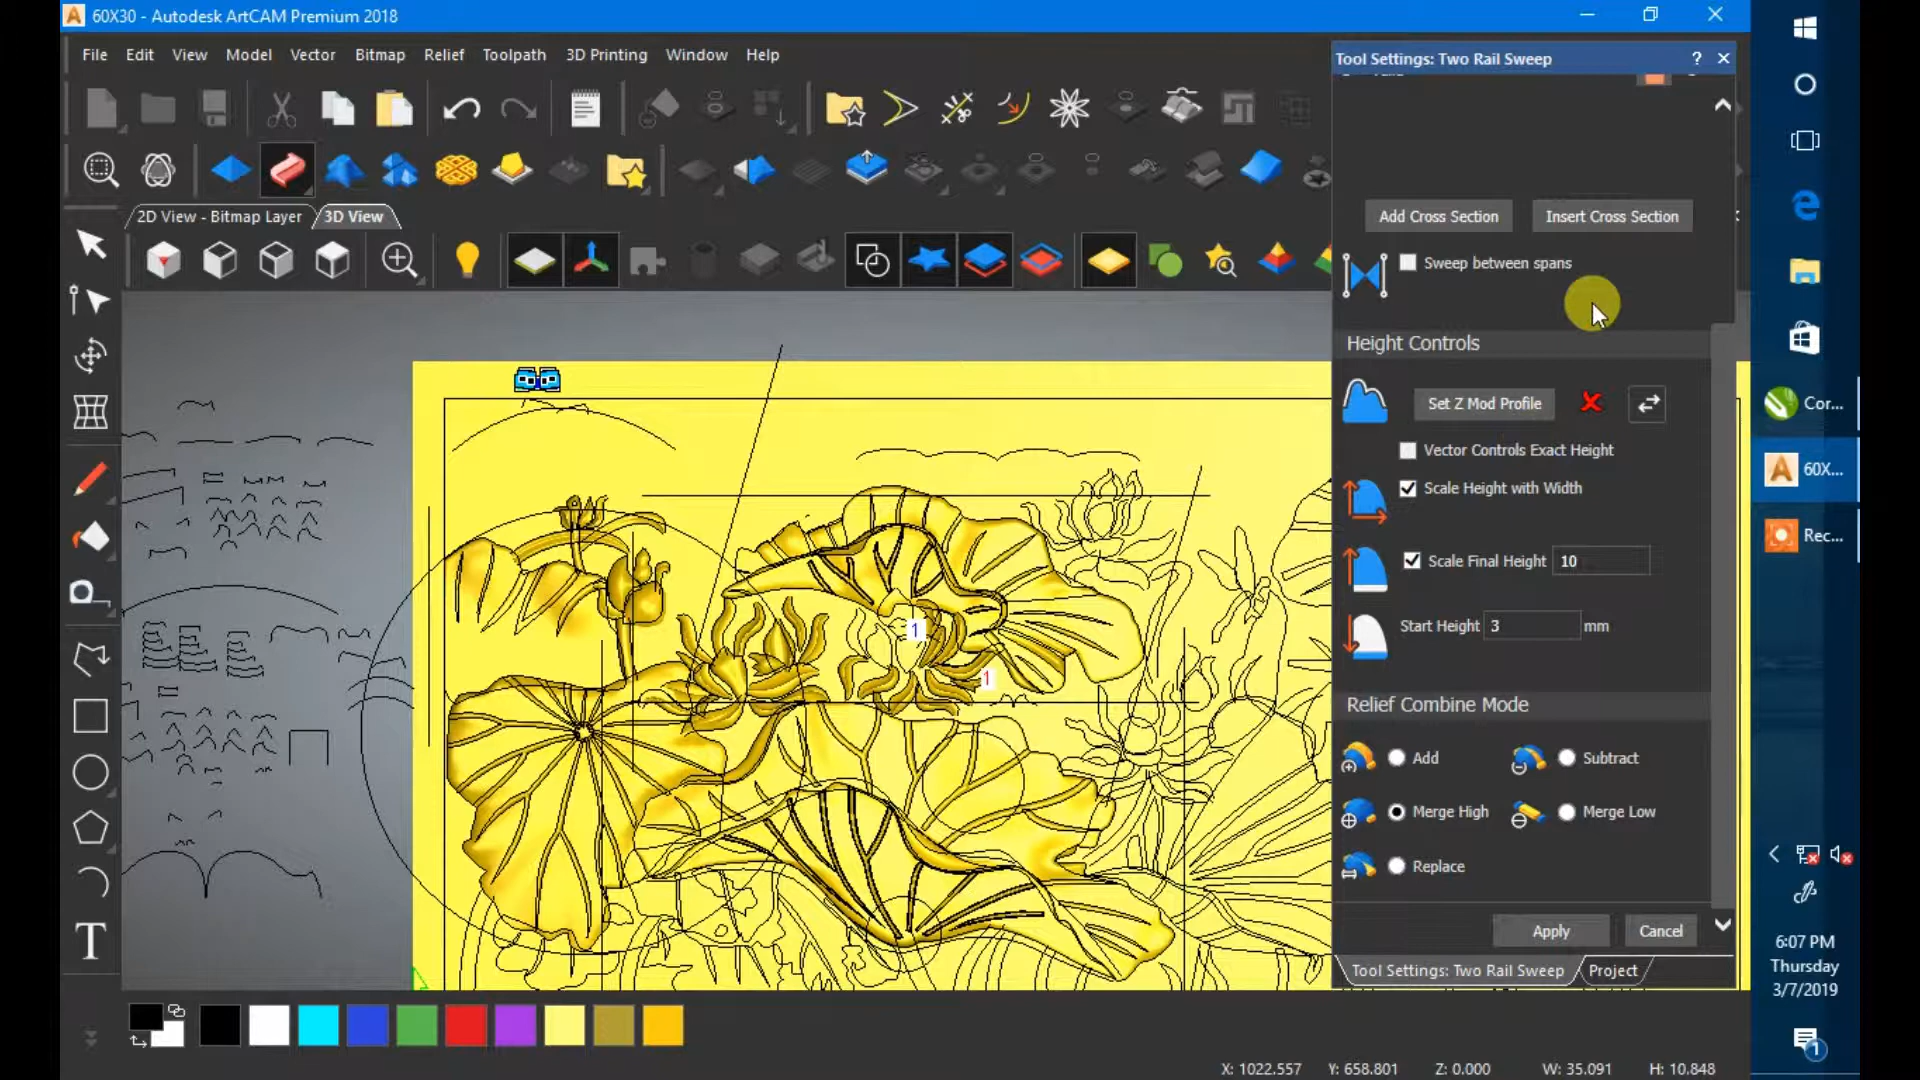 60X30 - Autodesk ArtCAM Premium 2018
File Edit View Model Vector Bitmap Relief Toolpath 3D Printing Window Help
Tool Settings: Two Rail Sweep ?
2D View - Bitmap Layer 3D View
Add Cross Section Insert Cross Section
Sweep between spans
Height Controls
Set Z Mod Profile
Vector Controls Exact Height
Scale Height with Width
Scale Final Height 10
Start Height 3 mm
Relief Combine Mode
Add Subtract
Merge High Merge Low
Replace
Apply Cancel
Tool Settings: Two Rail Sweep Project
1
1
T
Cor...
60X...
Rec...
6:07 PM
Thursday
3/7/2019
1
X: 1022.557 Y: 658.801 Z: 0.000 W: 35.091 H: 10.848